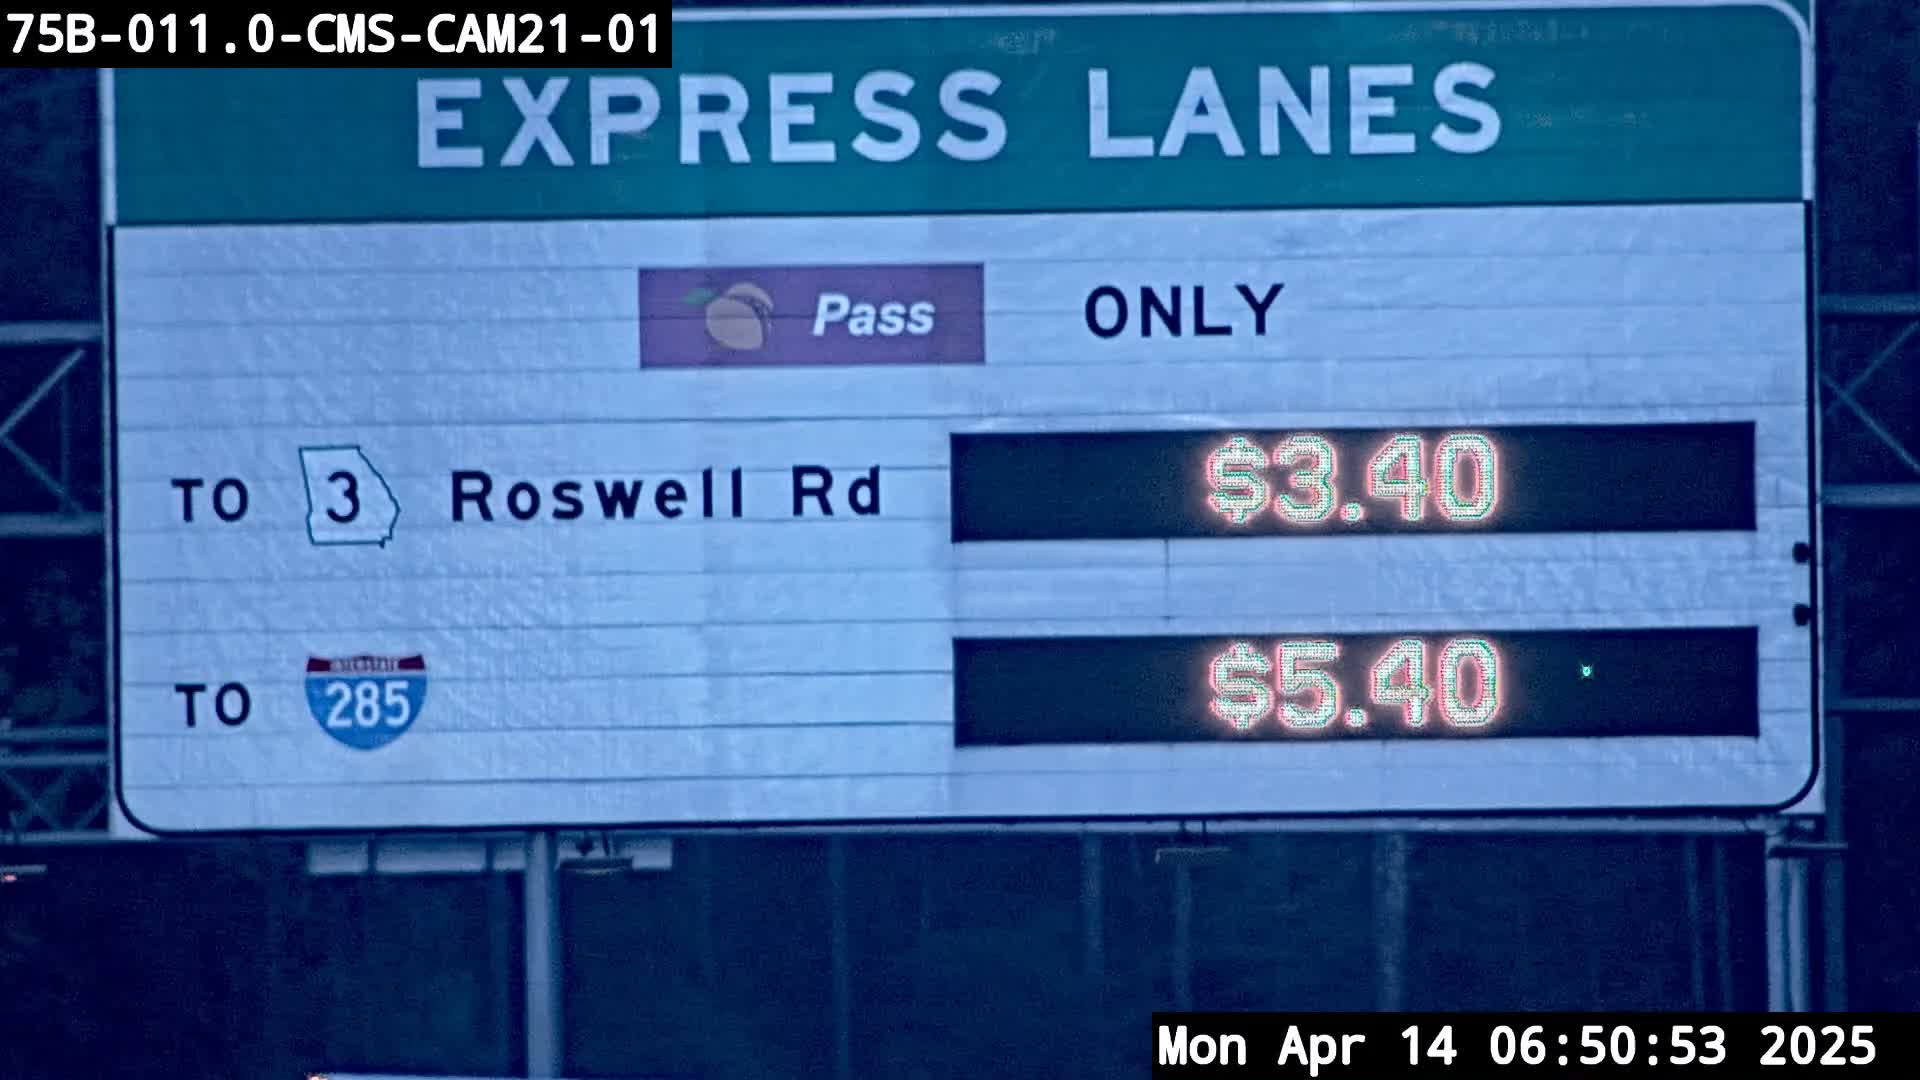 75B-011.0-CMS-CAM21-01
EXPRESS LANES
Pass ONLY
TO 3 Roswell Rd $3.40
TO 285 $5.40
Mon Apr 14 06:50:53 2025